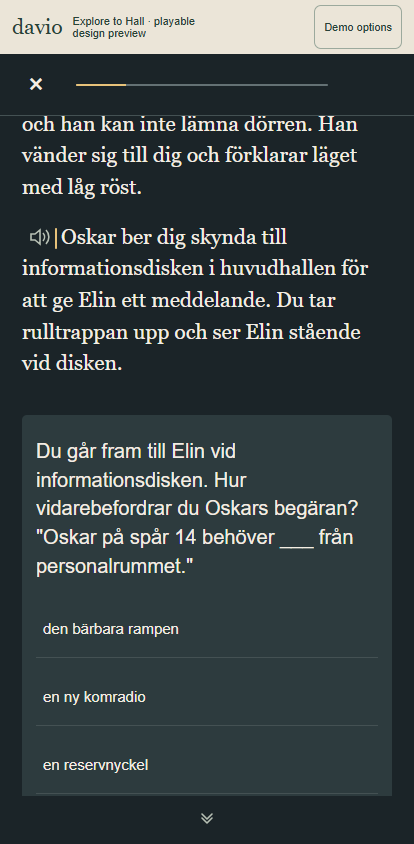 davio
Explore to Hall · playable
design preview
Demo options
och han kan inte lämna dörren. Han
vänder sig till dig och förklarar läget
med låg röst.
Oskar ber dig skynda till
informationsdisken i huvudhallen för
att ge Elin ett meddelande. Du tar
rulltrappan upp och ser Elin stående
vid disken.
Du går fram till Elin vid
informationsdisken. Hur
vidarebefordrar du Oskars begäran?
"Oskar på spår 14 behöver ___ från
personalrummet."
den bärbara rampen
en ny komradio
en reservnyckel